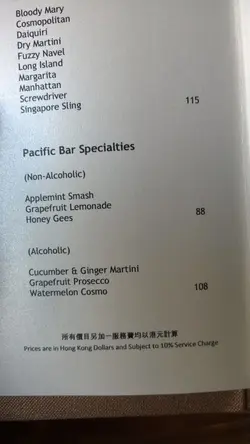 Bloody Mary
Cosmopolitan
Daiquiri
Dry Martini
Fuzzy Navel
Long Island
Margarita
Manhattan
Screwdriver
Singapore Sling 115
Pacific Bar Specialties
(Non-Alcoholic)
Applemint Smash
Grapefruit Lemonade
Honey Gees 88
(Alcoholic)
Cucumber & Ginger Martini
Grapefruit Prosecco
Watermelon Cosmo 108
所有價目另加一服務費均以港元計算
Prices are in Hong Kong Dollars and Subject to 10% Service Charge